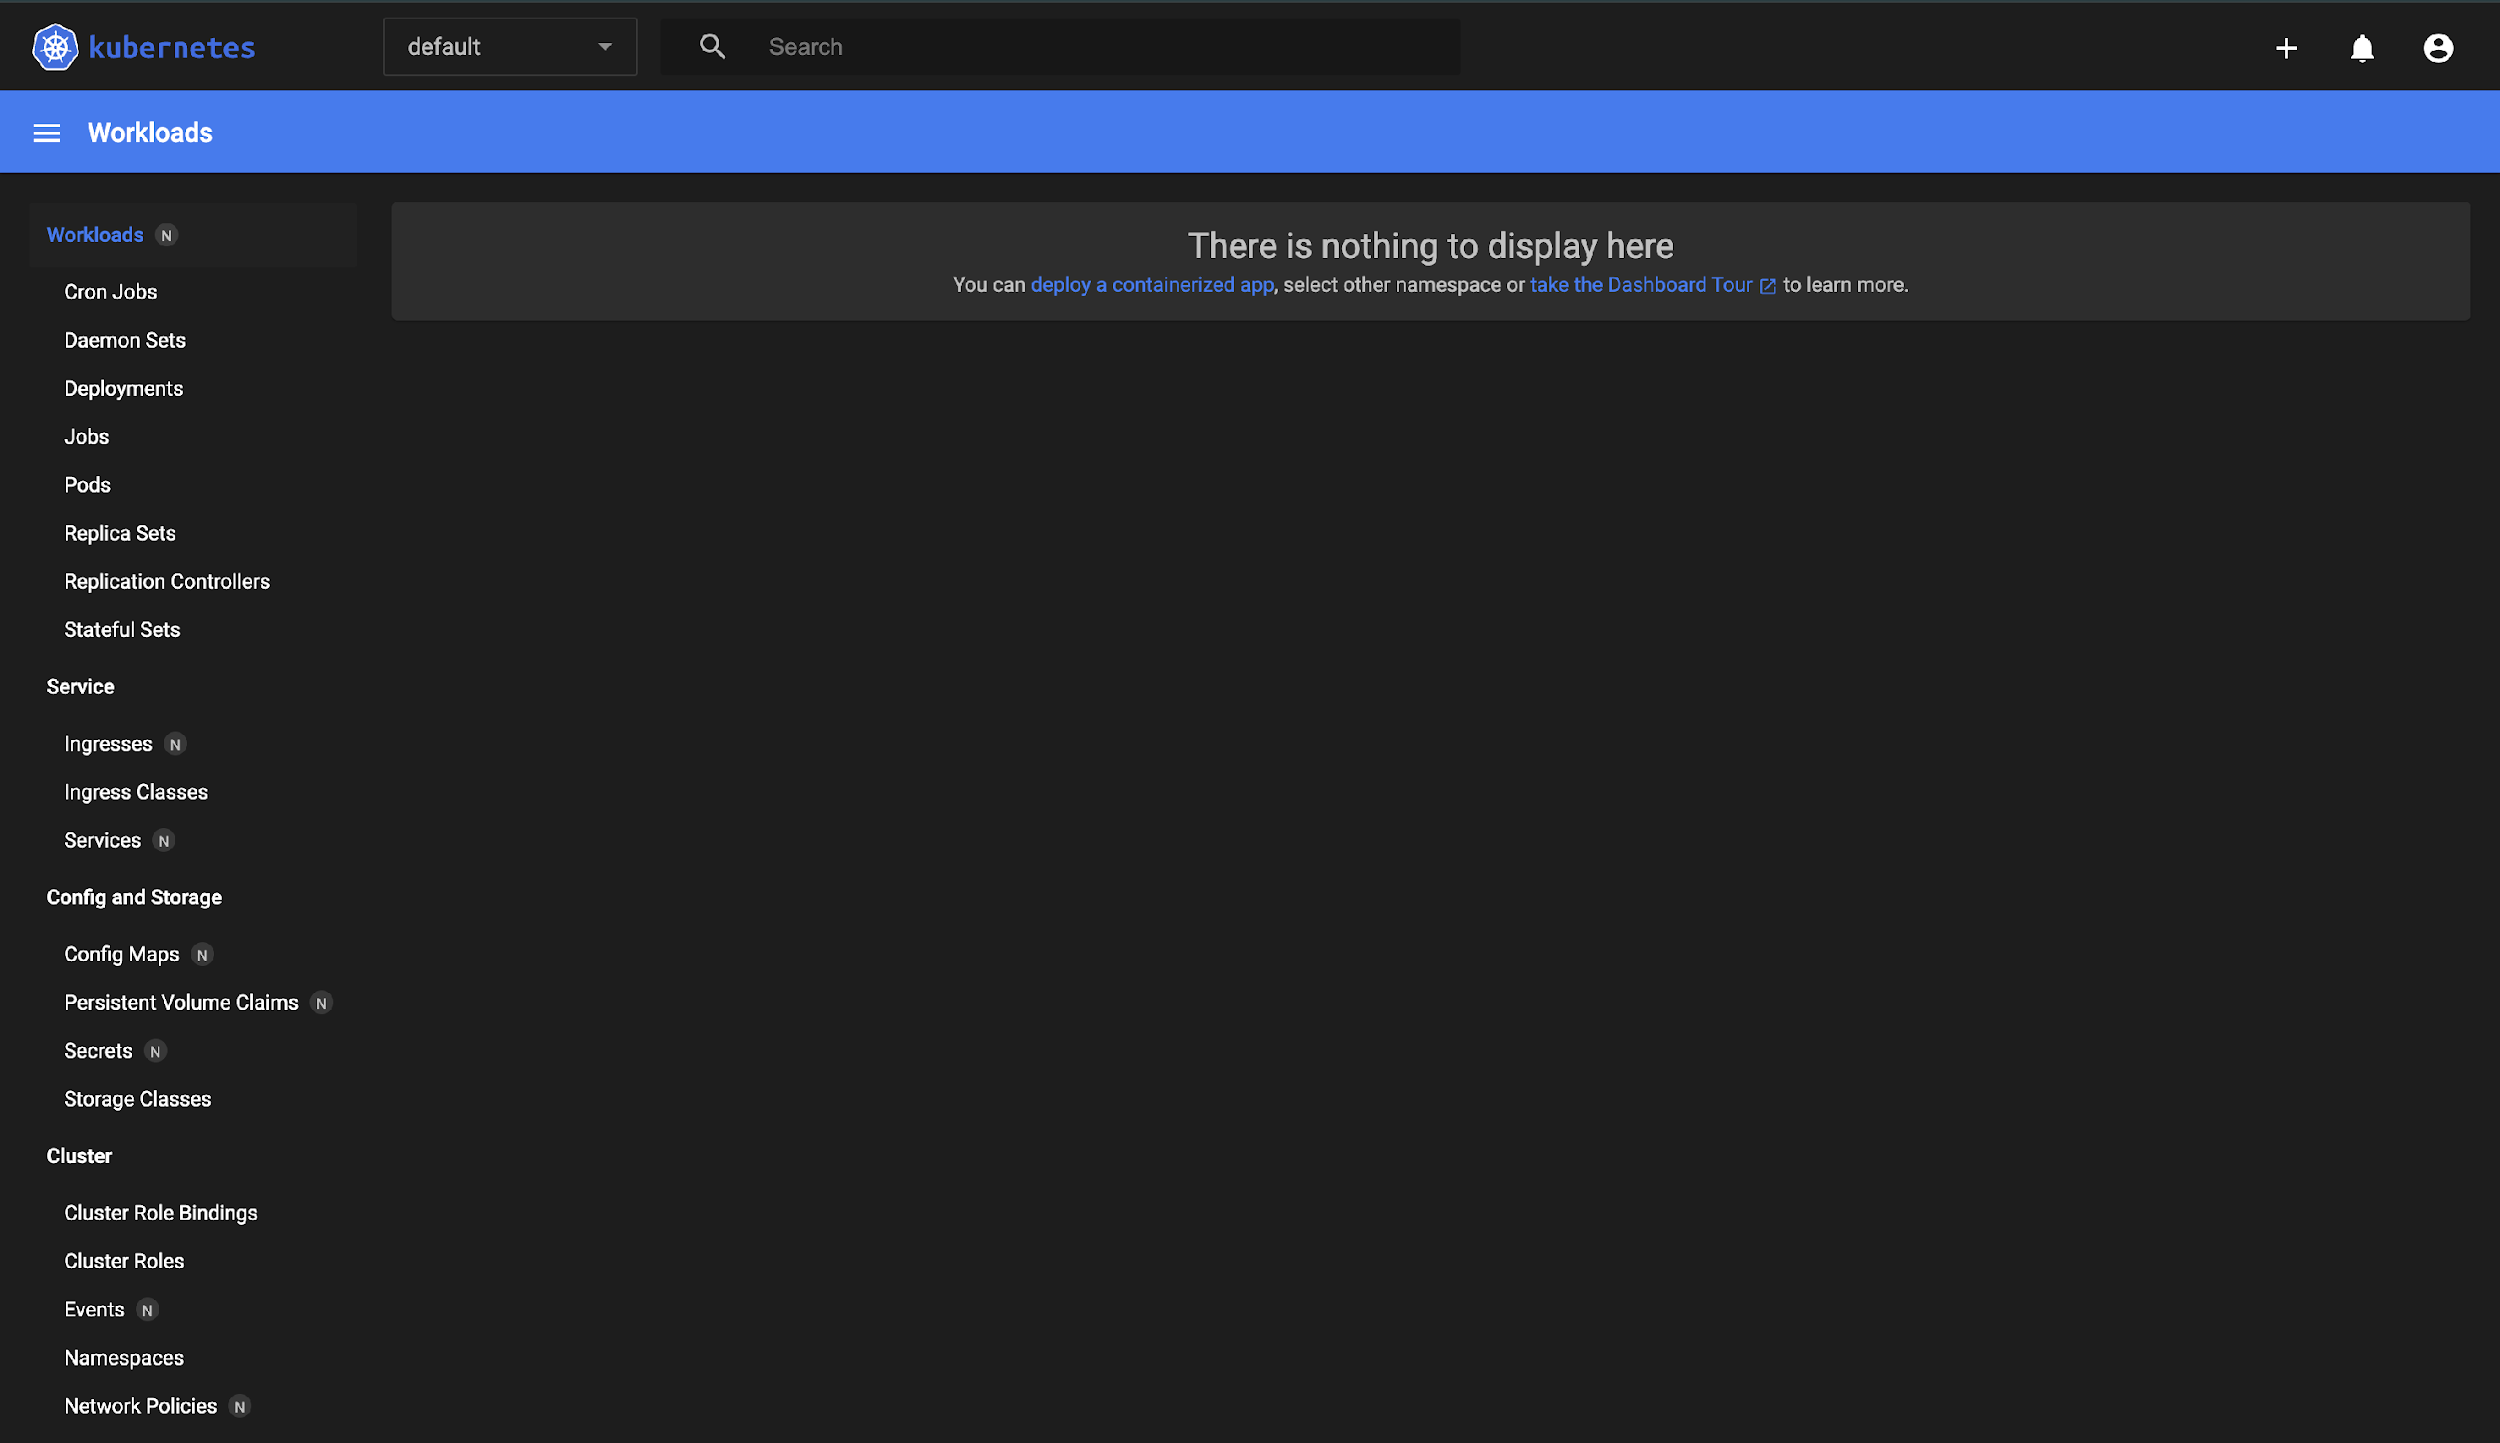 kubernetes
default
Search
Workloads
Workloads N
Cron Jobs
Daemon Sets
Deployments
Jobs
Pods
Replica Sets
Replication Controllers
Stateful Sets
Service
Ingresses N
Ingress Classes
Services N
Config and Storage
Config Maps N
Persistent Volume Claims N
Secrets N
Storage Classes
Cluster
Cluster Role Bindings
Cluster Roles
Events N
Namespaces
Network Policies N
There is nothing to display here
You can deploy a containerized app, select other namespace or take the Dashboard Tour to learn more.